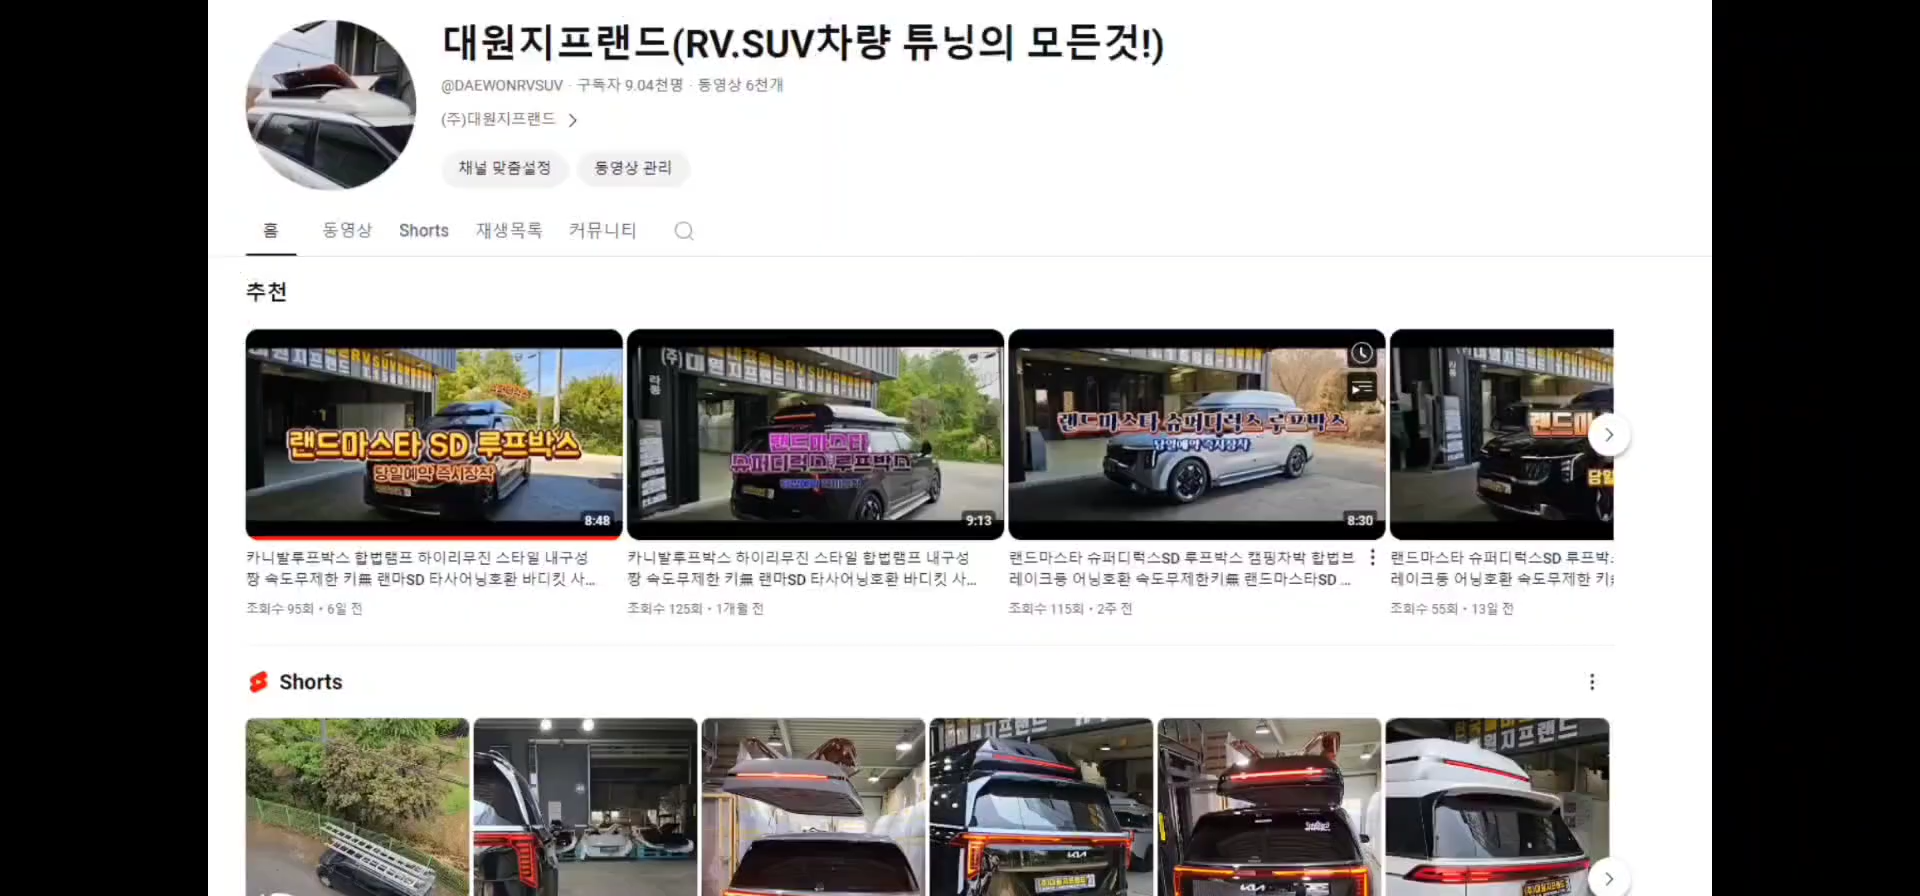 대원지프랜드(RV.SUV차량 튜닝의 모든것!)
@DAEWONRVSUV · 구독자 9.04천명 · 동영상 6천개
(주)대원지프랜드
채널 맞춤설정
동영상 관리
홈
동영상
Shorts
재생목록
커뮤니티
추천
랜드마스타 SD 루프박스
당일예약 즉시장착
8:48
랜드마스타
슈퍼디럭스 루프박스
9:13
랜드마스타 슈퍼디럭스 루프박스
당일예약 즉시장착
8:30
카니발루프박스 합법램프 하이리무진 스타일 내구성
짱 속도무제한 키無 랜마SD 타사어닝호환 바디킷 사...
조회수 95회 • 6일 전
카니발루프박스 하이리무진 스타일 합법램프 내구성
짱 속도무제한 키無 랜마SD 타사어닝호환 바디킷 사...
조회수 125회 • 1개월 전
랜드마스타 슈퍼디럭스SD 루프박스 캠핑차박 합법브
레이크등 어닝호환 속도무제한키無 랜드마스타SD ...
조회수 115회 • 2주 전
랜드마스타 슈퍼디럭스SD 루프박
레이크등 어닝호환 속도무제한 키
조회수 55회 • 13일 전
Shorts